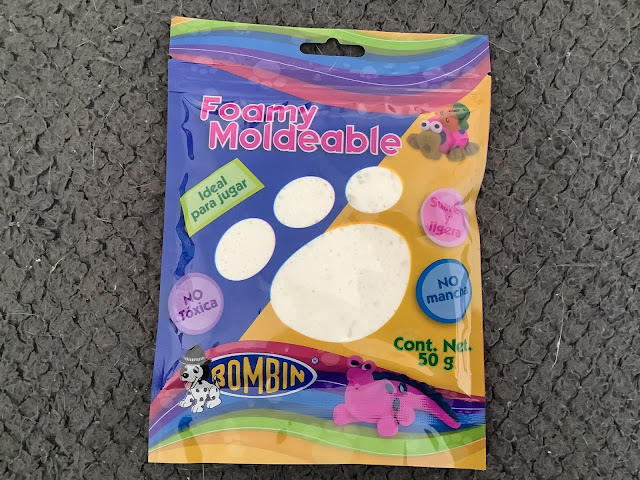 Foamy
Moldeable
Ideal
para jugar
Suave
y
ligera
NO
Tóxica
NO
mancha
Cont. Net.
50 g
BOMBIN®